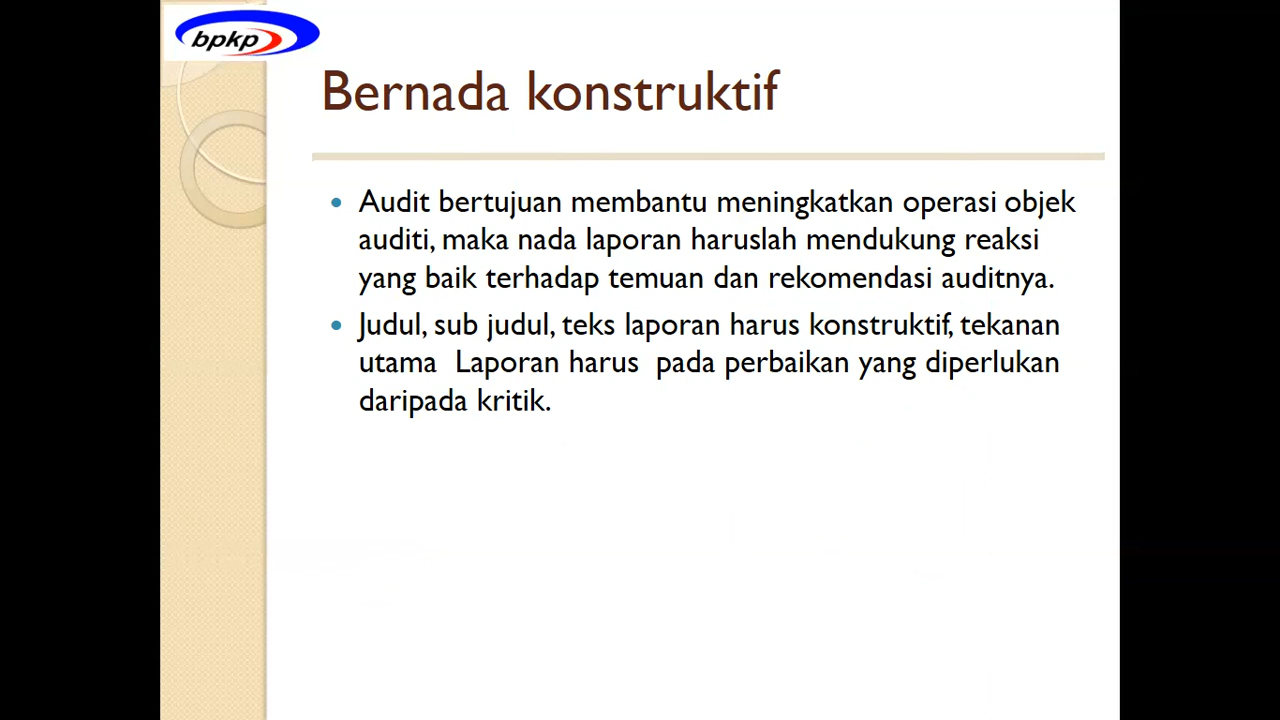 bpkp
Bernada konstruktif
• Audit bertujuan membantu meningkatkan operasi objek
auditi, maka nada laporan haruslah mendukung reaksi
yang baik terhadap temuan dan rekomendasi auditnya.
• Judul, sub judul, teks laporan harus konstruktif, tekanan
utama  Laporan harus  pada perbaikan yang diperlukan
daripada kritik.